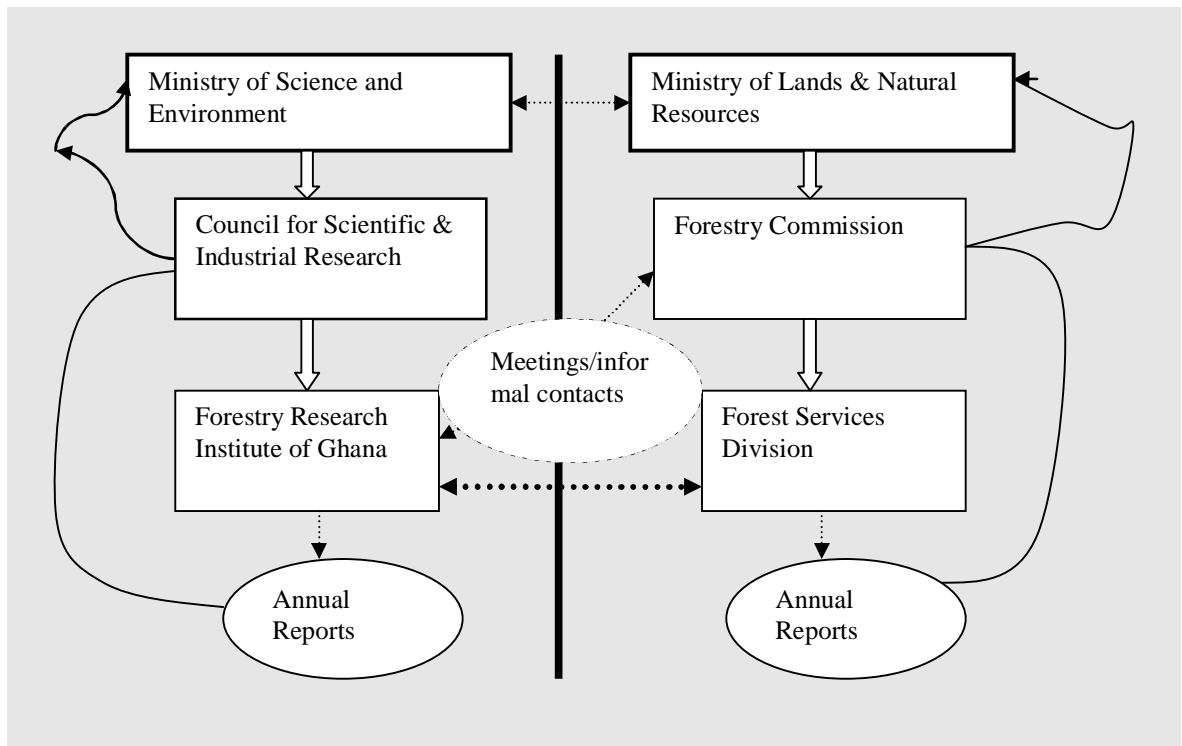 Ministry of Science and
Environment
Ministry of Lands & Natural
Resources
Council for Scientific &
Industrial Research
Forestry Commission
Meetings/infor
mal contacts
Forestry Research
Institute of Ghana
Forest Services
Division
Annual
Reports
Annual
Reports